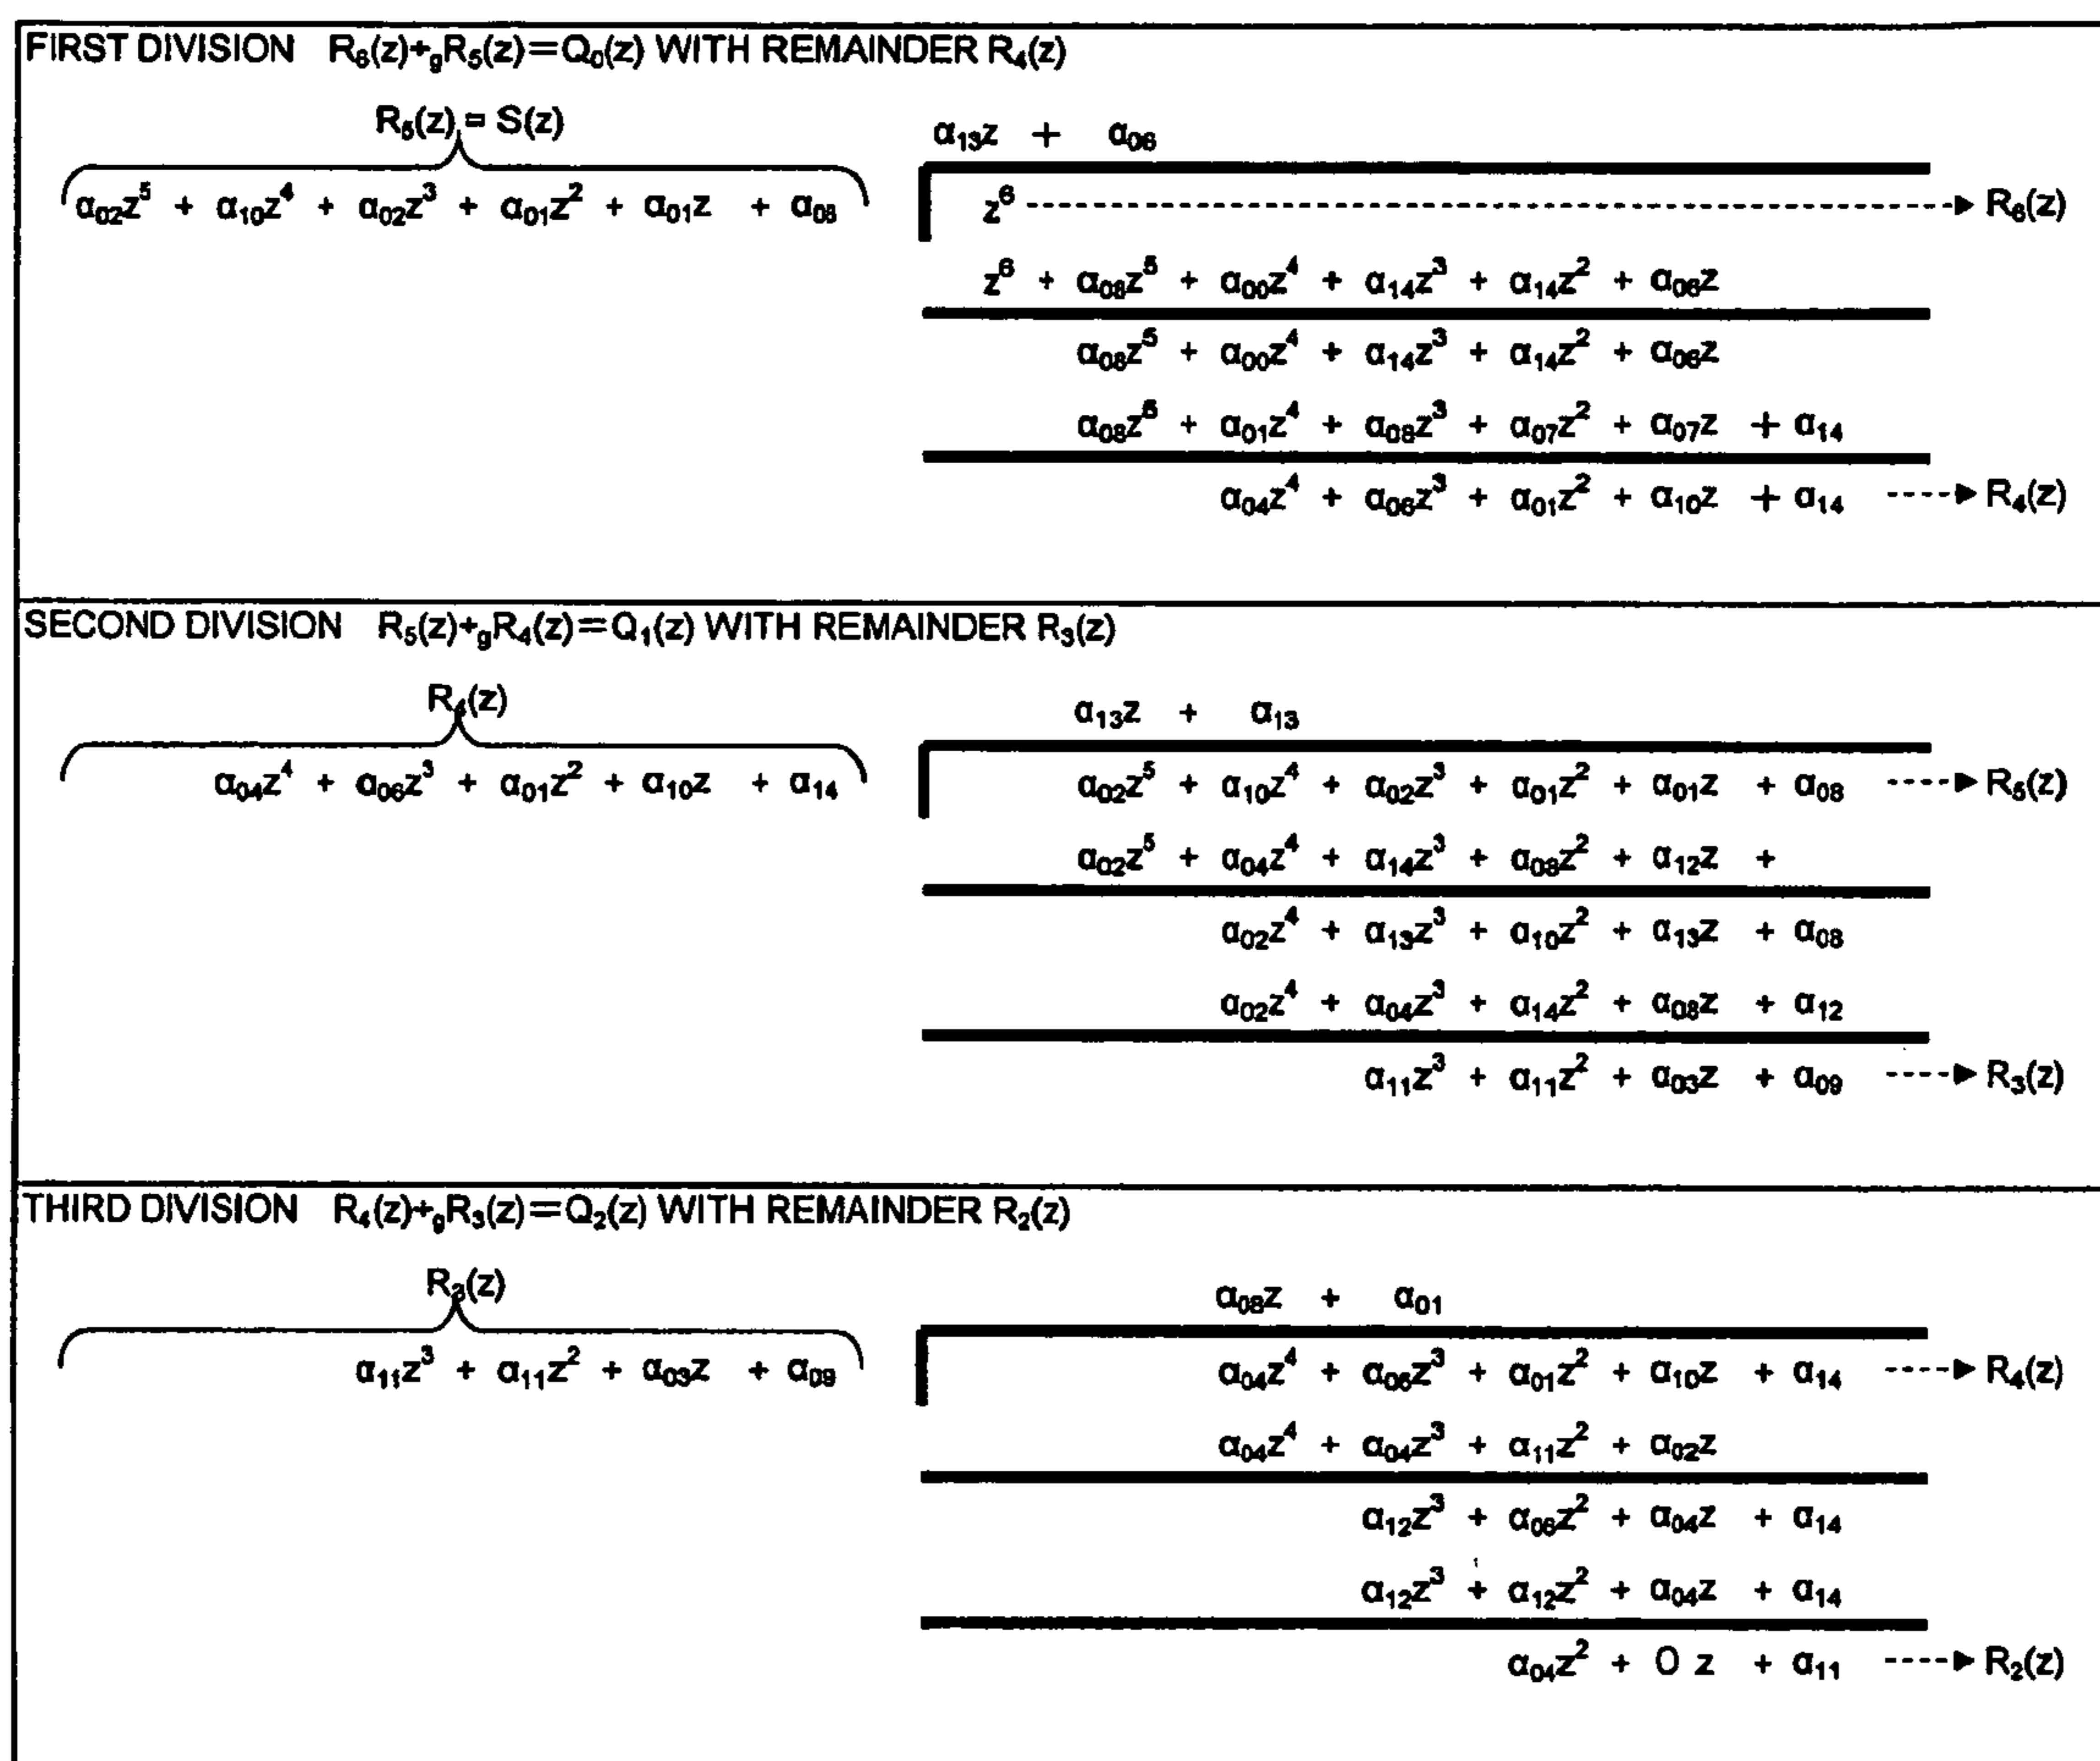 FIRST DIVISION R₆(z)+gR₅(z)=Q₀(z) WITH REMAINDER R₄(z)
R₅(z) = S(z)
α₁₃z + α₀₆
α₀₂z⁵ + α₁₀z⁴ + α₀₂z³ + α₀₁z² + α₀₁z + α₀₈
z⁶ R₆(z)
z⁶ + α₀₈z⁵ + α₀₀z⁴ + α₁₄z³ + α₁₄z² + α₀₆z
α₀₈z⁵ + α₀₀z⁴ + α₁₄z³ + α₁₄z² + α₀₆z
α₀₈z⁵ + α₀₁z⁴ + α₀₈z³ + α₀₇z² + α₀₇z + α₁₄
α₀₄z⁴ + α₀₆z³ + α₀₁z² + α₁₀z + α₁₄ R₄(z)
SECOND DIVISION R₅(z)+gR₄(z)=Q₁(z) WITH REMAINDER R₃(z)
R₄(z)
α₁₃z + α₁₃
α₀₄z⁴ + α₀₆z³ + α₀₁z² + α₁₀z + α₁₄
α₀₂z⁵ + α₁₀z⁴ + α₀₂z³ + α₀₁z² + α₀₁z + α₀₈ R₅(z)
α₀₂z⁵ + α₀₄z⁴ + α₁₄z³ + α₀₈z² + α₁₂z +
α₀₂z⁴ + α₁₃z³ + α₁₀z² + α₁₃z + α₀₈
α₀₂z⁴ + α₀₄z³ + α₁₄z² + α₀₈z + α₁₂
α₁₁z³ + α₁₁z² + α₀₃z + α₀₉ R₃(z)
THIRD DIVISION R₄(z)+gR₃(z)=Q₂(z) WITH REMAINDER R₂(z)
R₃(z)
α₀₈z + α₀₁
α₁₁z³ + α₁₁z² + α₀₃z + α₀₉
α₀₄z⁴ + α₀₆z³ + α₀₁z² + α₁₀z + α₁₄ R₄(z)
α₀₄z⁴ + α₀₄z³ + α₁₁z² + α₀₂z
α₁₂z³ + α₀₆z² + α₀₄z + α₁₄
α₁₂z³ + α₁₂z² + α₀₄z + α₁₄
α₀₄z² + 0 z + α₁₁ R₂(z)